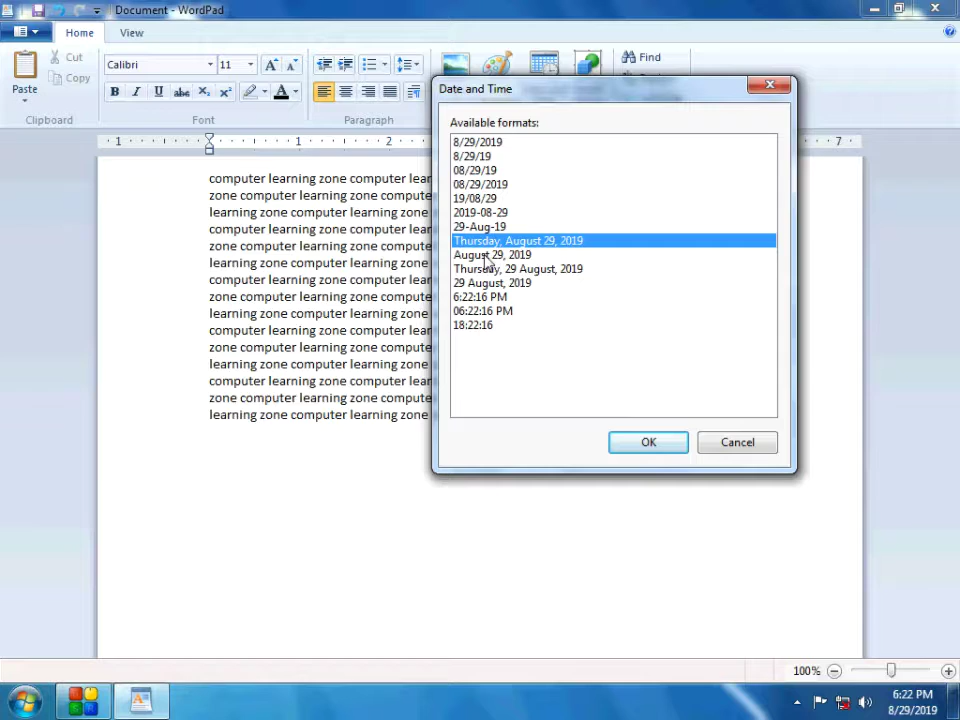 Document - WordPad
Home
View
Paste
Cut
Copy
Clipboard
Calibri
11
B I U abc X₂ X²
A
Font
Paragraph
Find
1 1 2 7
computer learning zone computer lear
zone computer learning zone compute
learning zone computer learning zone
computer learning zone computer lear
zone computer learning zone compute
learning zone computer learning zone
computer learning zone computer lear
zone computer learning zone compute
learning zone computer learning zone
computer learning zone computer lear
zone computer learning zone compute
learning zone computer learning zone
computer learning zone computer lear
zone computer learning zone compute
learning zone computer learning zone
Date and Time
Available formats:
8/29/2019
8/29/19
08/29/19
08/29/2019
19/08/29
2019-08-29
29-Aug-19
Thursday, August 29, 2019
August 29, 2019
Thursday, 29 August, 2019
29 August, 2019
6:22:16 PM
06:22:16 PM
18:22:16
OK
Cancel
100%
6:22 PM
8/29/2019